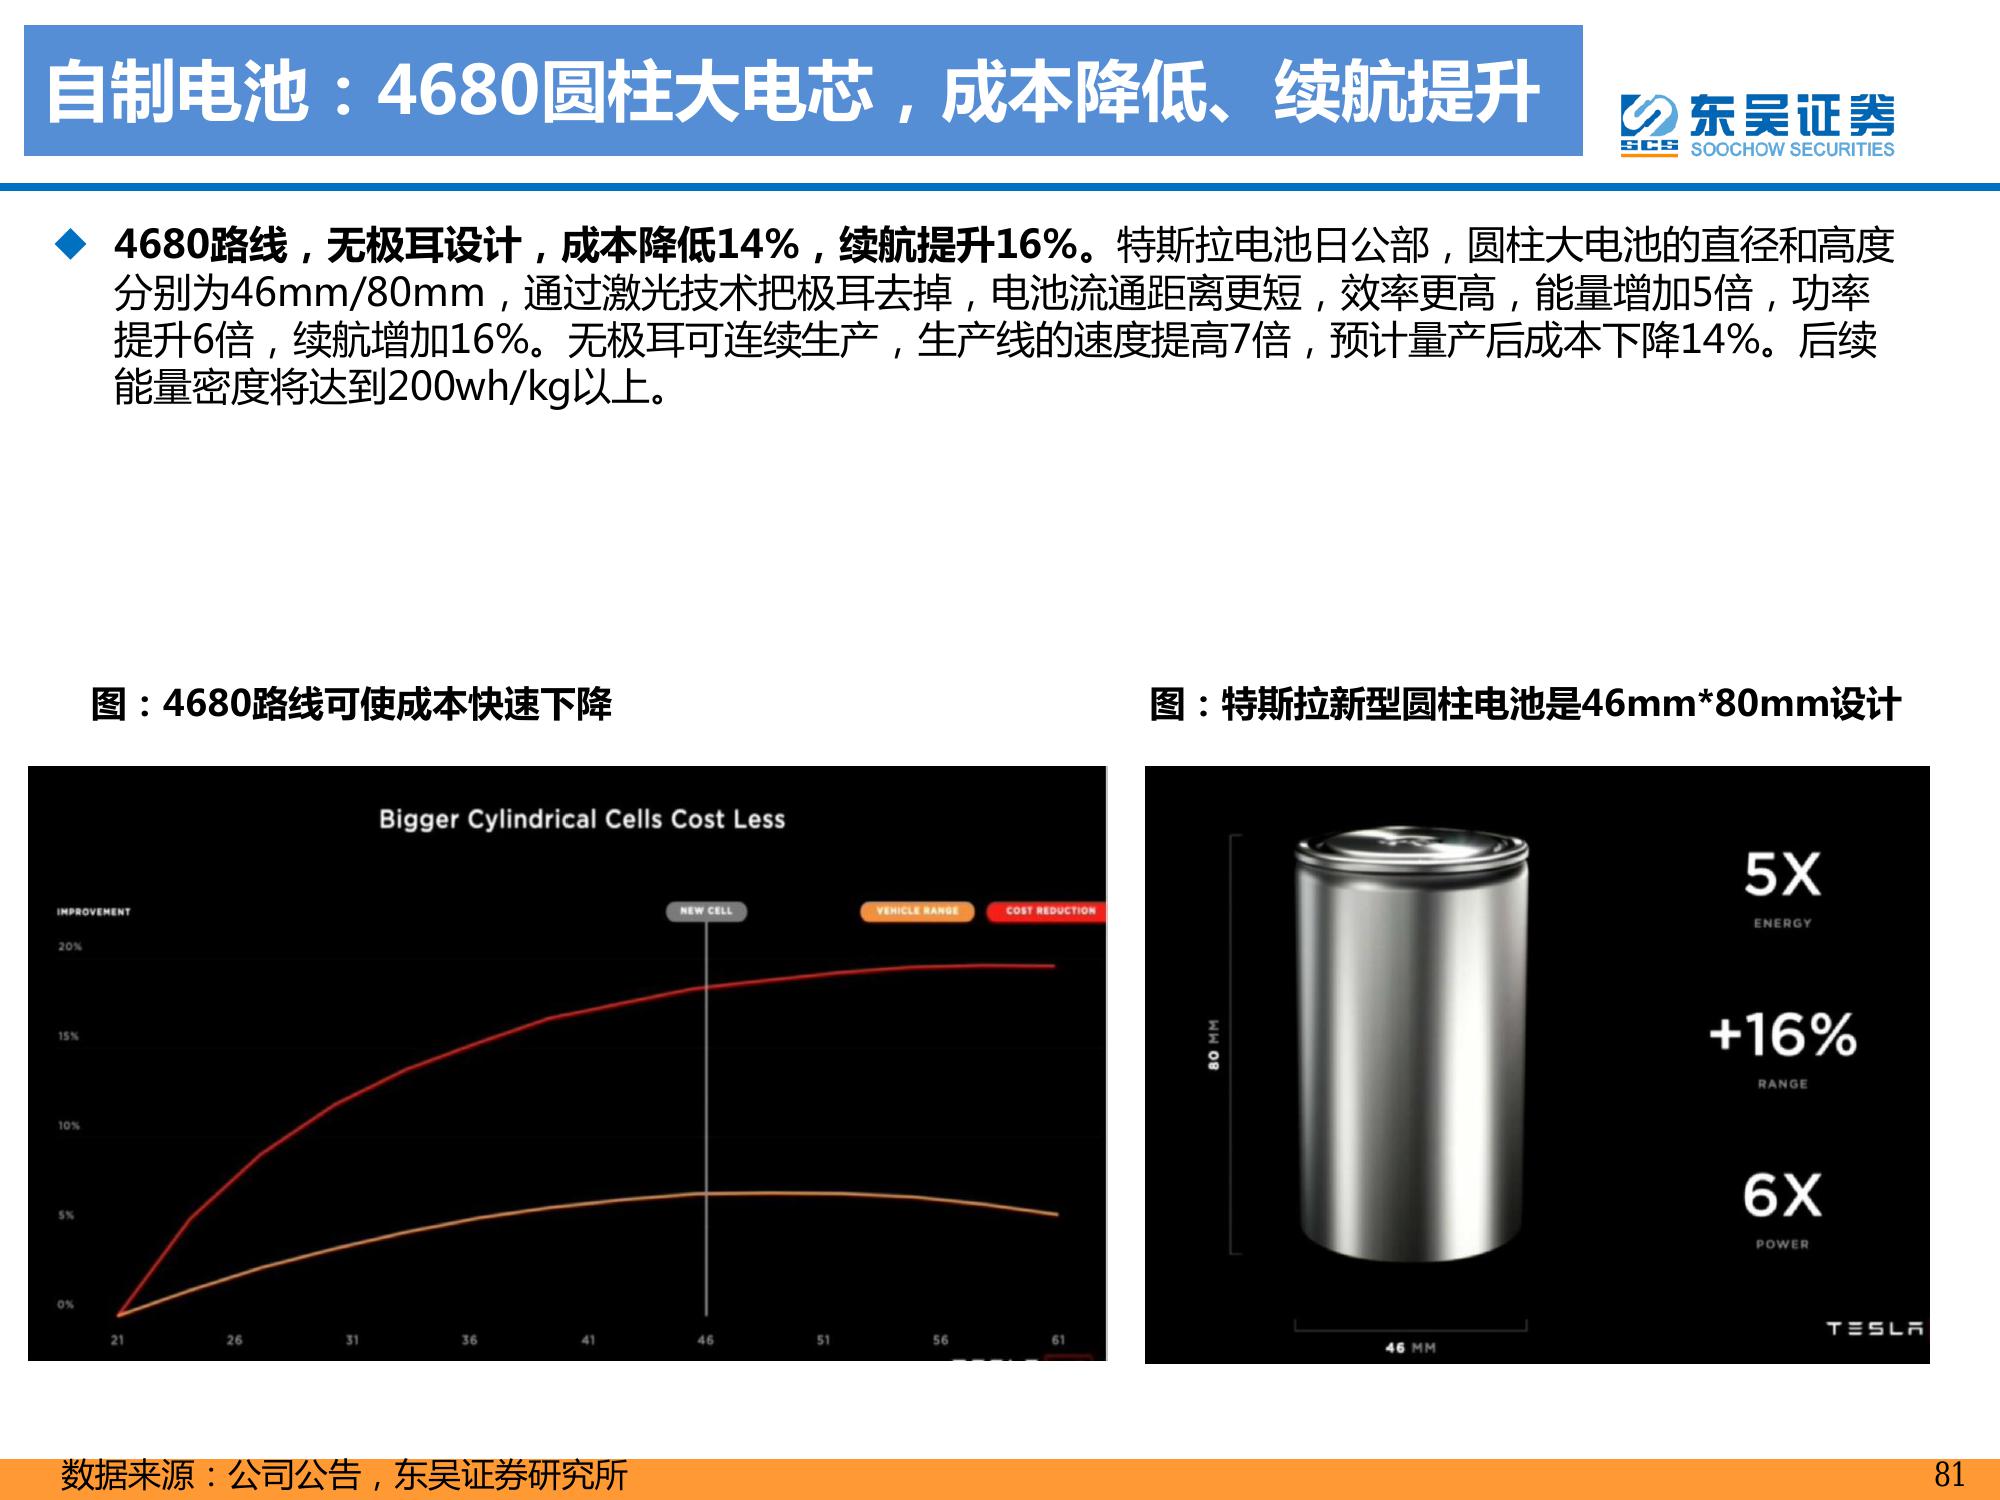 自制电池：4680圆柱大电芯，成本降低、续航提升
东吴证券
SCS
SOOCHOW SECURITIES
4680路线，无极耳设计，成本降低14%，续航提升16%。特斯拉电池日公部，圆柱大电池的直径和高度
分别为46mm/80mm，通过激光技术把极耳去掉，电池流通距离更短，效率更高，能量增加5倍，功率
提升6倍，续航增加16%。无极耳可连续生产，生产线的速度提高7倍，预计量产后成本下降14%。后续
能量密度将达到200wh/kg以上。
图：4680路线可使成本快速下降
图：特斯拉新型圆柱电池是46mm*80mm设计
Bigger Cylindrical Cells Cost Less
IMPROVEMENT
NEW CELL
VEHICLE RANGE
COST REDUCTION
20%
15%
10%
5%
0%
21 26 31 36 41 46 51 56 61
80 MM
46 MM
5X
ENERGY
+16%
RANGE
6X
POWER
TESLA
数据来源：公司公告，东吴证券研究所
81